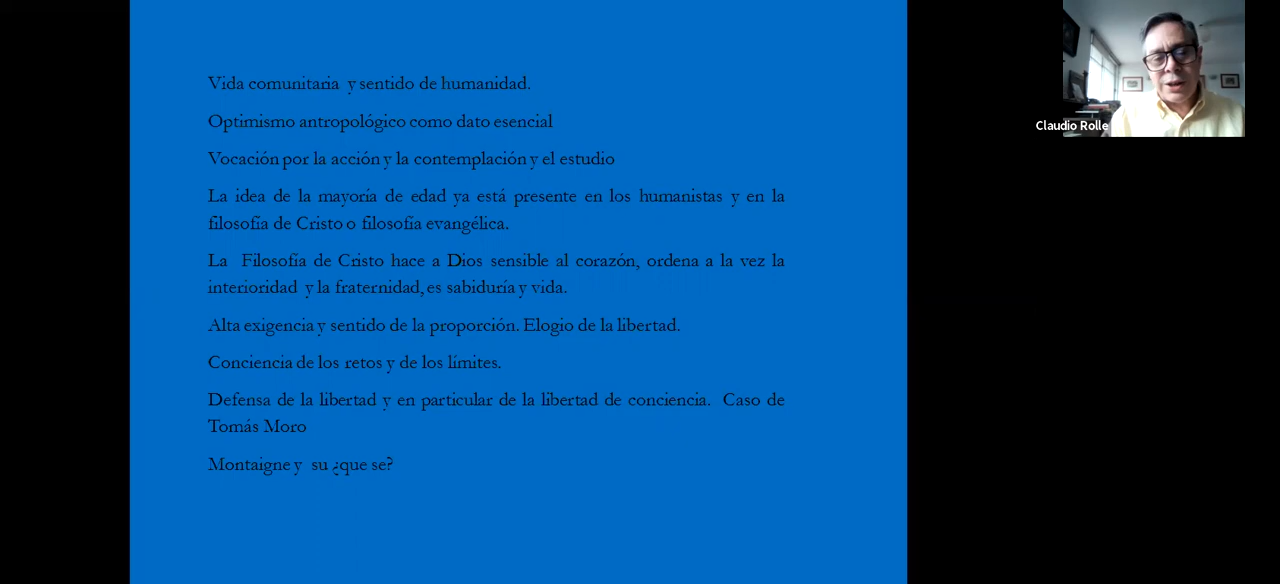 Vida comunitaria y sentido de humanidad.
Optimismo antropológico como dato esencial
Vocación por la acción y la contemplación y el estudio
La idea de la mayoría de edad ya está presente en los humanistas y en la
filosofía de Cristo o filosofía evangélica.
La Filosofía de Cristo hace a Dios sensible al corazón, ordena a la vez la
interioridad y la fraternidad, es sabiduría y vida.
Alta exigencia y sentido de la proporción. Elogio de la libertad.
Conciencia de los retos y de los límites.
Defensa de la libertad y en particular de la libertad de conciencia. Caso de
Tomás Moro
Montaigne y su ¿que se?
Claudio Rolle